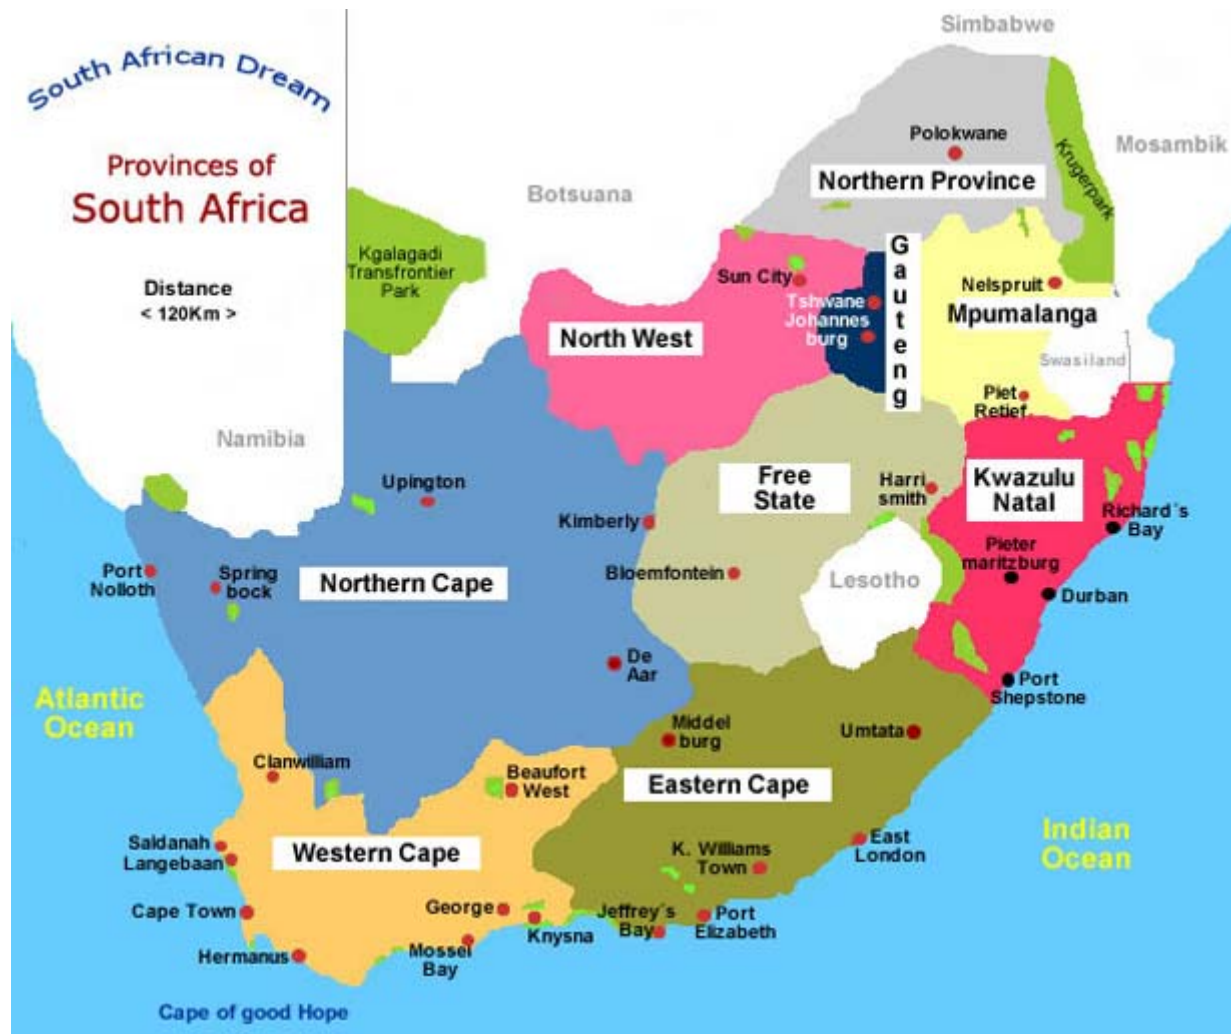 South African Dream
Provinces of
South Africa
Distance
< 120Km >
Simbabwe
Mosambik
Botsuana
Namibia
Polokwane
Northern Province
Krugerpark
Kgalagadi
Transfrontier
Park
Sun City
Gauteng
Tshwane
Johannes
burg
Nelspruit
Mpumalanga
North West
Swasiland
Piet
Retief
Upington
Free
State
Harri
smith
Kwazulu
Natal
Kimberly
Richard´s
Bay
Port
Nolloth
Spring
bock
Northern Cape
Bloemfontein
Lesotho
Pieter
maritzburg
Durban
De
Aar
Port
Shepstone
Atlantic
Ocean
Middel
burg
Umtata
Clanwilliam
Beaufort
West
Eastern Cape
Saldanah
Langebaan
Western Cape
K. Williams
Town
East
London
Indian
Ocean
Cape Town
George
Knysna
Jeffrey´s
Bay
Port
Elizabeth
Hermanus
Mossel
Bay
Cape of good Hope